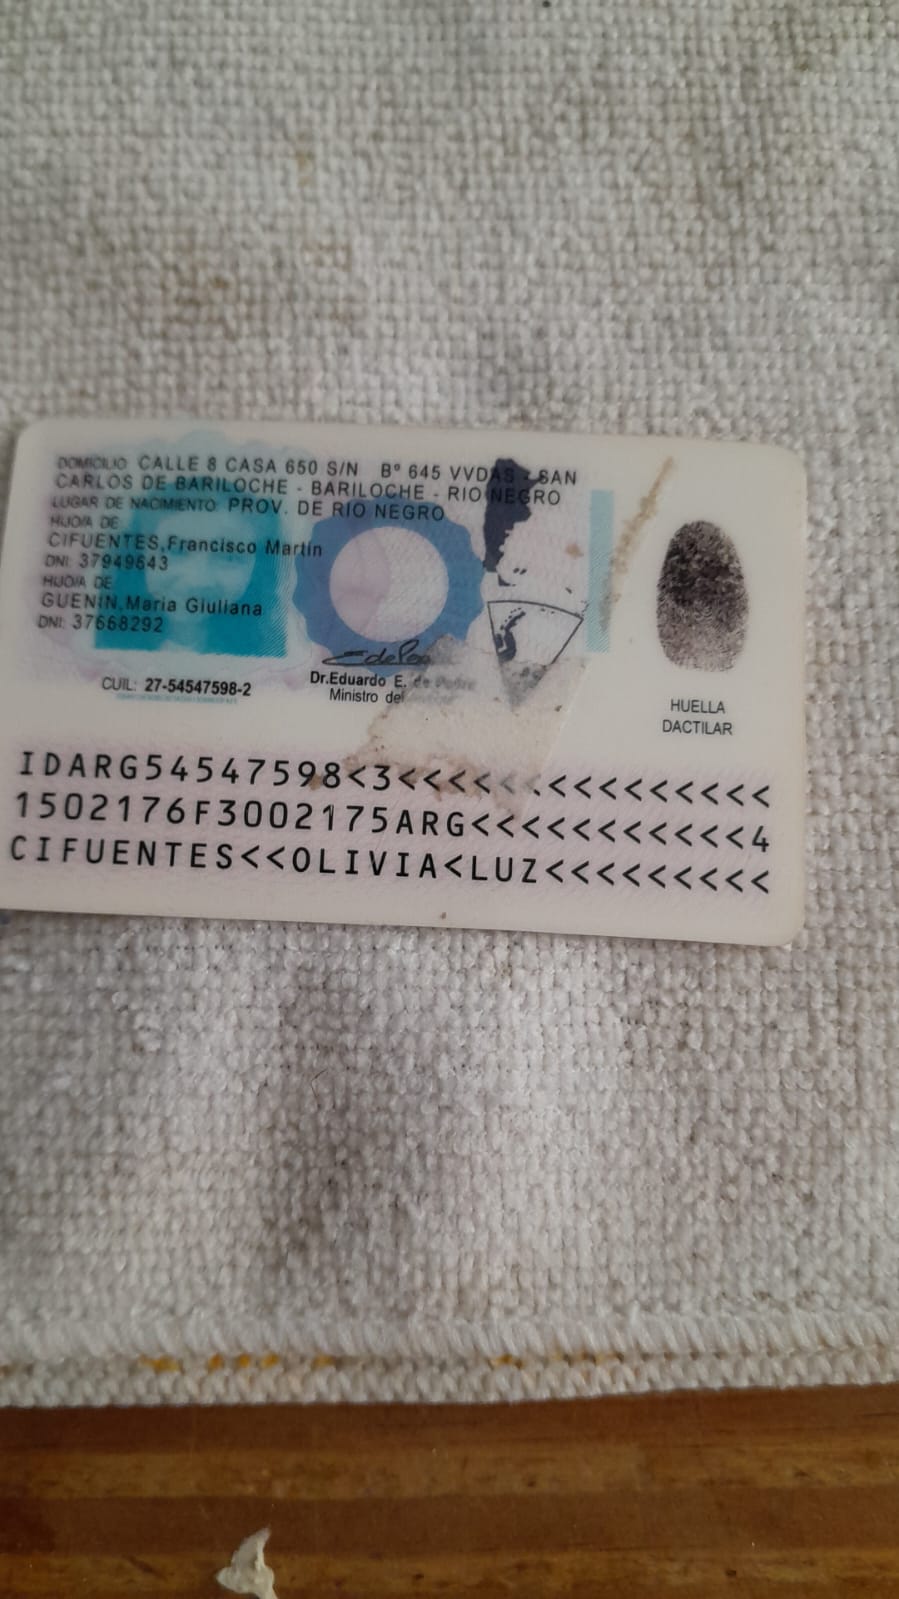 DOMICILIO: CALLE 8 CASA 650 S/N Bº 645 VVDAS - SAN
CARLOS DE BARILOCHE - BARILOCHE - RIO NEGRO
LUGAR DE NACIMIENTO: PROV. DE RIO NEGRO
HIJO/A DE:
CIFUENTES,Francisco Martin
DNI: 37949643
HIJO/A DE:
GUENIN,Maria Giuliana
DNI: 37668292
CUIL: 27-54547598-2
Dr.Eduardo E. de Pedro
Ministro del
HUELLA
DACTILAR
IDARG54547598<3<<<<<<<<<<<<<<<
1502176F3002175ARG<<<<<<<<<<<4
CIFUENTES<<OLIVIA<LUZ<<<<<<<<<